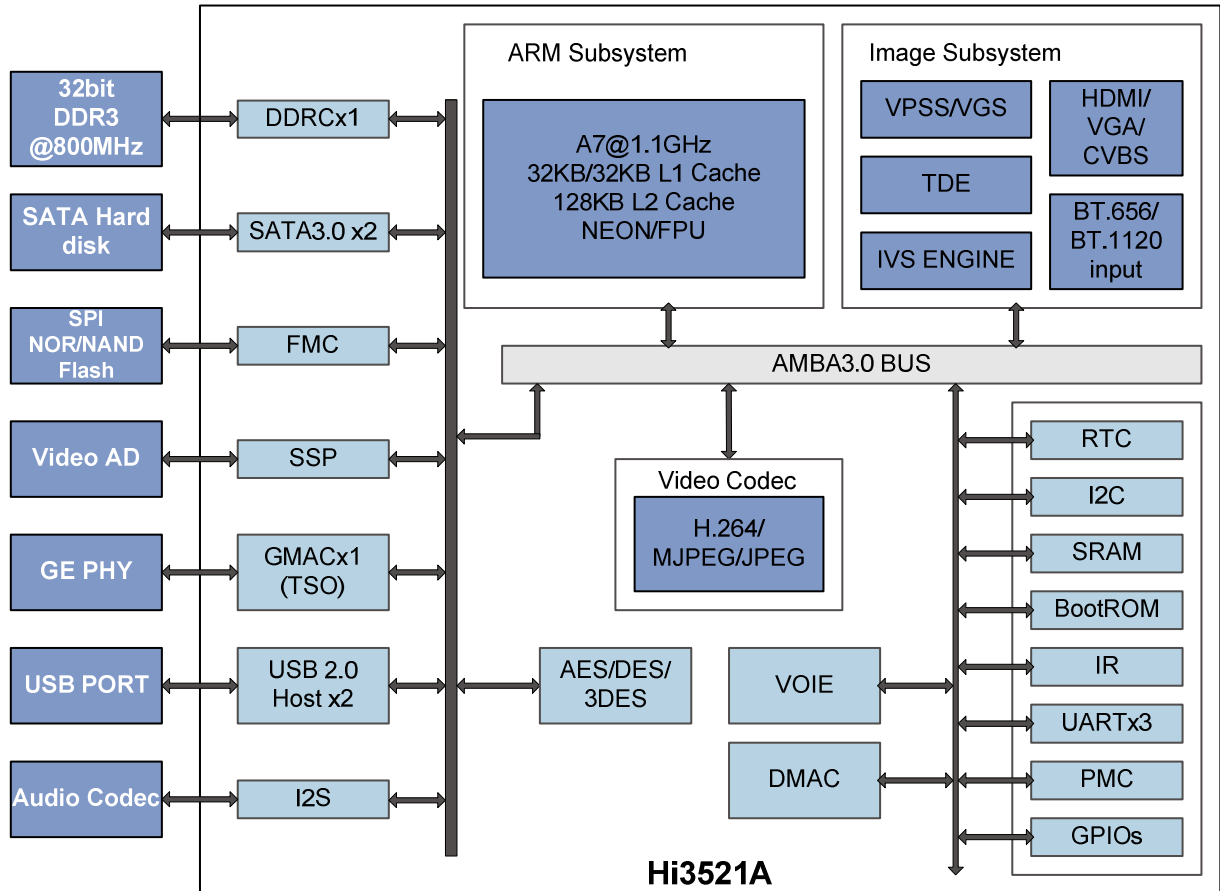 32bit
DDR3
@800MHz
SATA Hard
disk
SPI
NOR/NAND
Flash
Video AD
GE PHY
USB PORT
Audio Codec
DDRCx1
SATA3.0 x2
FMC
SSP
GMACx1
(TSO)
USB 2.0
Host x2
I2S
ARM Subsystem
A7@1.1GHz
32KB/32KB L1 Cache
128KB L2 Cache
NEON/FPU
Image Subsystem
VPSS/VGS
TDE
IVS ENGINE
HDMI/
VGA/
CVBS
BT.656/
BT.1120
input
AMBA3.0 BUS
Video Codec
H.264/
MJPEG/JPEG
AES/DES/
3DES
VOIE
DMAC
RTC
I2C
SRAM
BootROM
IR
UARTx3
PMC
GPIOs
Hi3521A